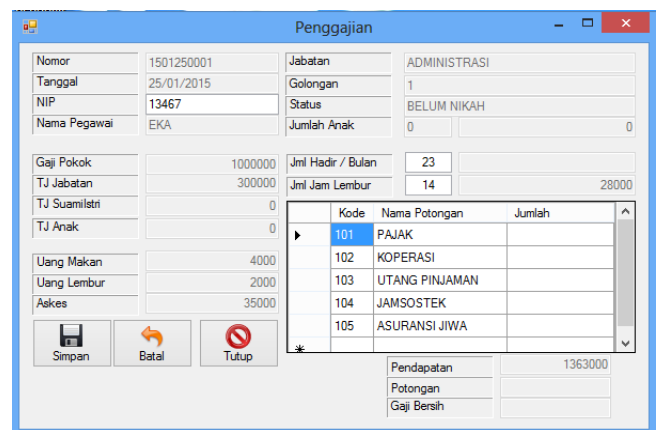 Penggajian
Nomor 1501250001
Tanggal 25/01/2015
NIP 13467
Nama Pegawai EKA
Jabatan ADMINISTRASI
Golongan 1
Status BELUM NIKAH
Jumlah Anak 0 0
Gaji Pokok 1000000
TJ Jabatan 300000
TJ SuamiIstri 0
TJ Anak 0
Jml Hadir / Bulan 23
Jml Jam Lembur 14 28000
Uang Makan 4000
Uang Lembur 2000
Askes 35000
Kode Nama Potongan Jumlah
101 PAJAK
102 KOPERASI
103 UTANG PINJAMAN
104 JAMSOSTEK
105 ASURANSI JIWA
Simpan Batal Tutup
Pendapatan 1363000
Potongan
Gaji Bersih